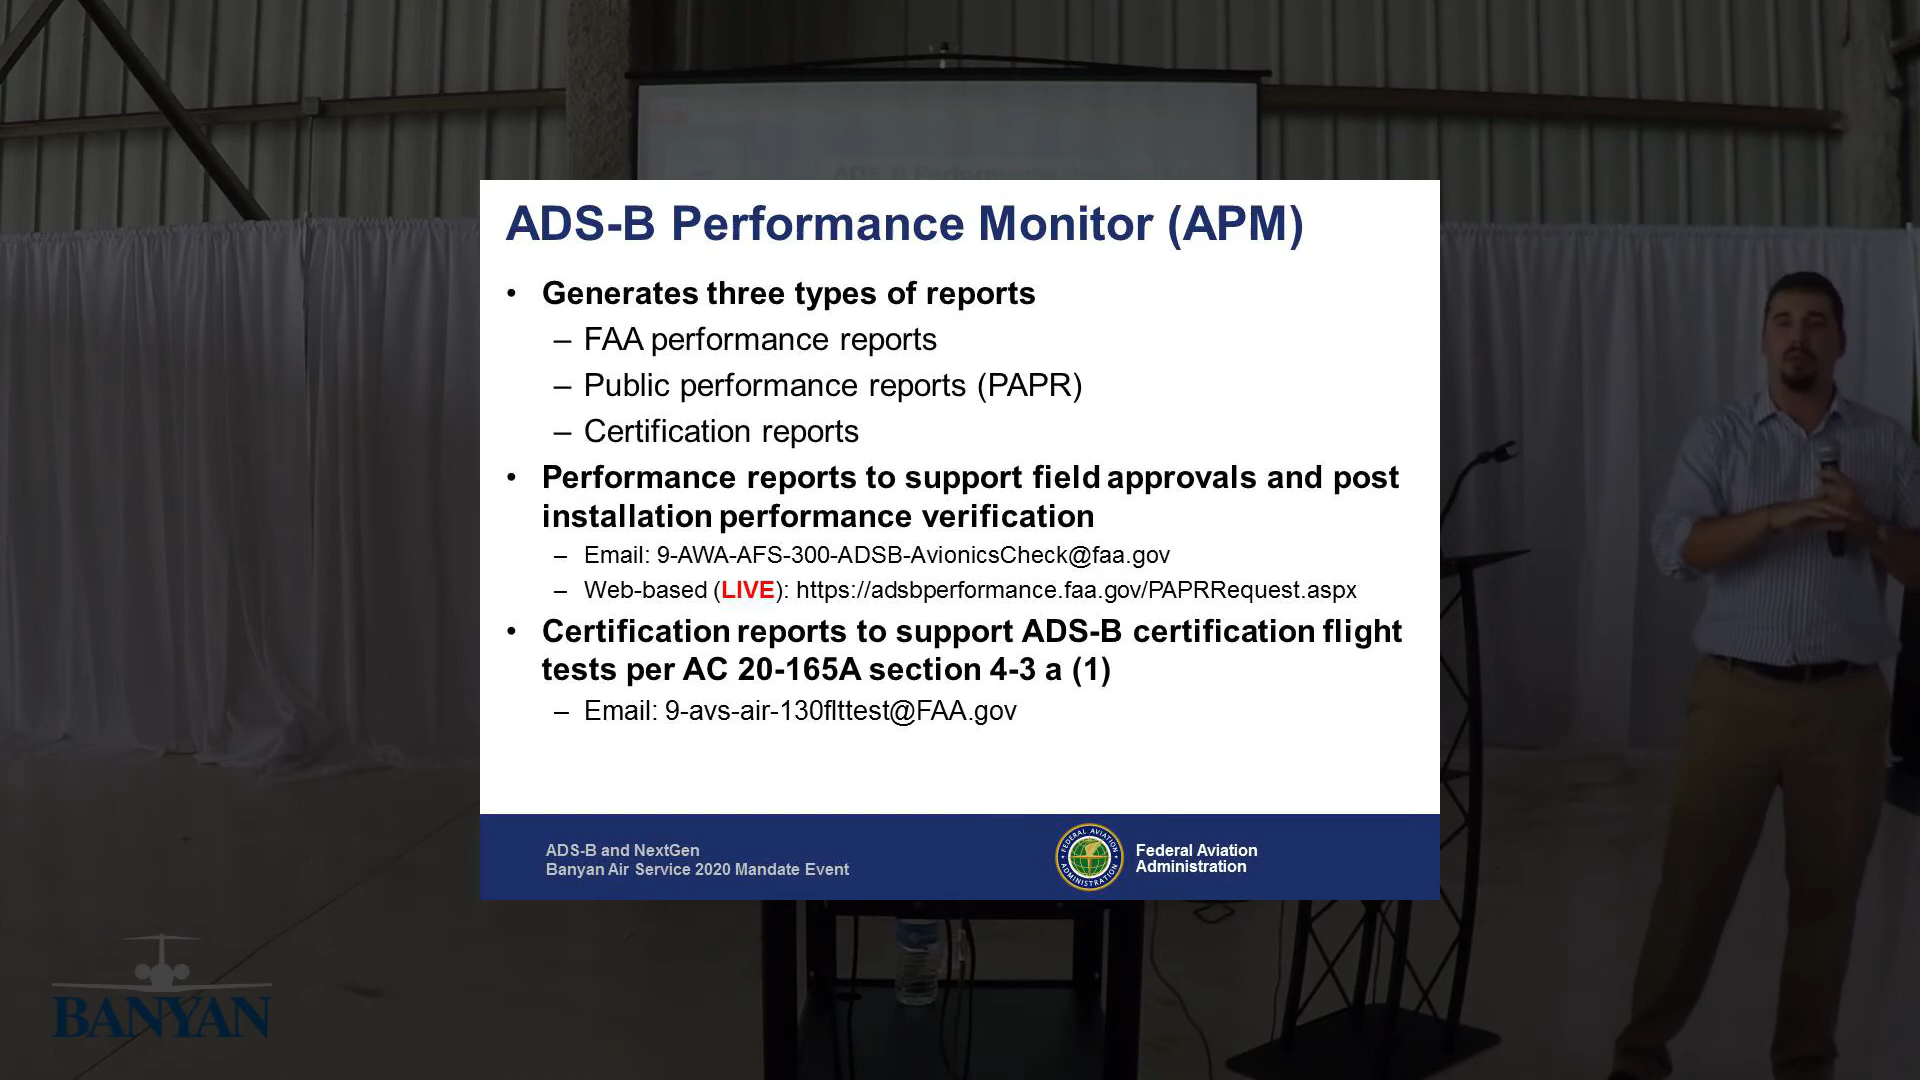 ADS-B Performance Monitor (APM)
• Generates three types of reports
– FAA performance reports
– Public performance reports (PAPR)
– Certification reports
• Performance reports to support field approvals and post
installation performance verification
– Email: 9-AWA-AFS-300-ADSB-AvionicsCheck@faa.gov
– Web-based (LIVE): https://adsbperformance.faa.gov/PAPRRequest.aspx
• Certification reports to support ADS-B certification flight
tests per AC 20-165A section 4-3 a (1)
– Email: 9-avs-air-130flttest@FAA.gov
ADS-B and NextGen
Banyan Air Service 2020 Mandate Event
FEDERAL AVIATION
ADMINISTRATION
Federal Aviation
Administration
BANYAN